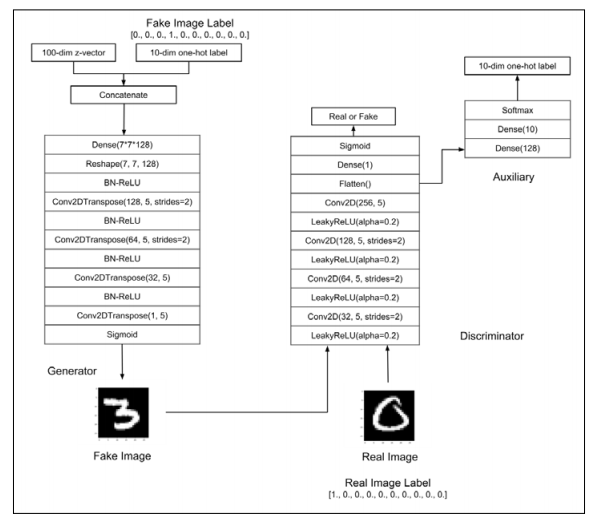 Fake Image Label
[0., 0., 0., 1., 0., 0., 0., 0., 0., 0.]
100-dim z-vector
10-dim one-hot label
Concatenate
Dense(7*7*128)
Reshape(7, 7, 128)
BN-ReLU
Conv2DTranspose(128, 5, strides=2)
BN-ReLU
Conv2DTranspose(64, 5, strides=2)
BN-ReLU
Conv2DTranspose(32, 5)
BN-ReLU
Conv2DTranspose(1, 5)
Sigmoid
Generator
3
Fake Image
Real or Fake
Sigmoid
Dense(1)
Flatten()
Conv2D(256, 5)
LeakyReLU(alpha=0.2)
Conv2D(128, 5, strides=2)
LeakyReLU(alpha=0.2)
Conv2D(64, 5, strides=2)
LeakyReLU(alpha=0.2)
Conv2D(32, 5, strides=2)
LeakyReLU(alpha=0.2)
Discriminator
10-dim one-hot label
Softmax
Dense(10)
Dense(128)
Auxiliary
0
Real Image
Real Image Label
[1., 0., 0., 0., 0., 0., 0., 0., 0., 0.]